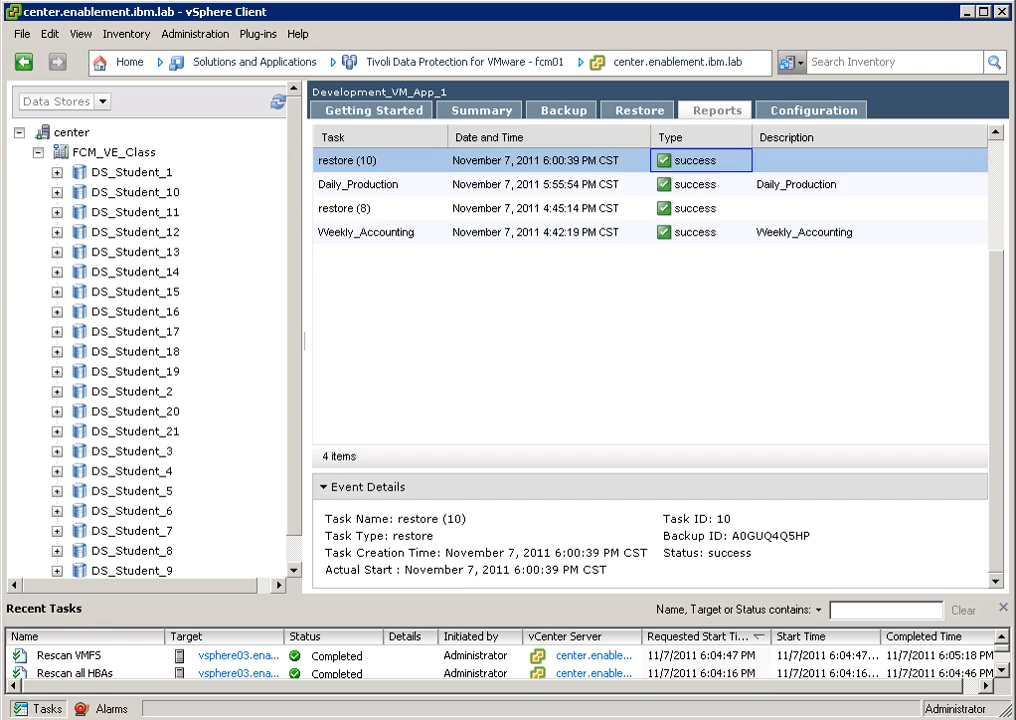 center.enablement.ibm.lab - vSphere Client
File Edit View Inventory Administration Plug-ins Help
Home Solutions and Applications Tivoli Data Protection for VMware - fcm01 center.enablement.ibm.lab Search Inventory
Data Stores
center
FCM_VE_Class
DS_Student_1
DS_Student_10
DS_Student_11
DS_Student_12
DS_Student_13
DS_Student_14
DS_Student_15
DS_Student_16
DS_Student_17
DS_Student_18
DS_Student_19
DS_Student_2
DS_Student_20
DS_Student_21
DS_Student_3
DS_Student_4
DS_Student_5
DS_Student_6
DS_Student_7
DS_Student_8
DS_Student_9
Development_VM_App_1
Getting Started Summary Backup Restore Reports Configuration
Task Date and Time Type Description
restore (10) November 7, 2011 6:00:39 PM CST success
Daily_Production November 7, 2011 5:55:54 PM CST success Daily_Production
restore (8) November 7, 2011 4:45:14 PM CST success
Weekly_Accounting November 7, 2011 4:42:19 PM CST success Weekly_Accounting
4 items
Event Details
Task Name: restore (10) Task ID: 10
Task Type: restore Backup ID: A0GUQ4Q5HP
Task Creation Time: November 7, 2011 6:00:39 PM CST Status: success
Actual Start : November 7, 2011 6:00:39 PM CST
Recent Tasks Name, Target or Status contains: Clear
Name Target Status Details Initiated by vCenter Server Requested Start Ti... Start Time Completed Time
Rescan VMFS vsphere03.ena... Completed Administrator center.enable... 11/7/2011 6:04:47 PM 11/7/2011 6:04:47... 11/7/2011 6:05:18 PM
Rescan all HBAs vsphere03.ena... Completed Administrator center.enable... 11/7/2011 6:04:16 PM 11/7/2011 6:04:16... 11/7/2011 6:04:46 PM
Tasks Alarms Administrator